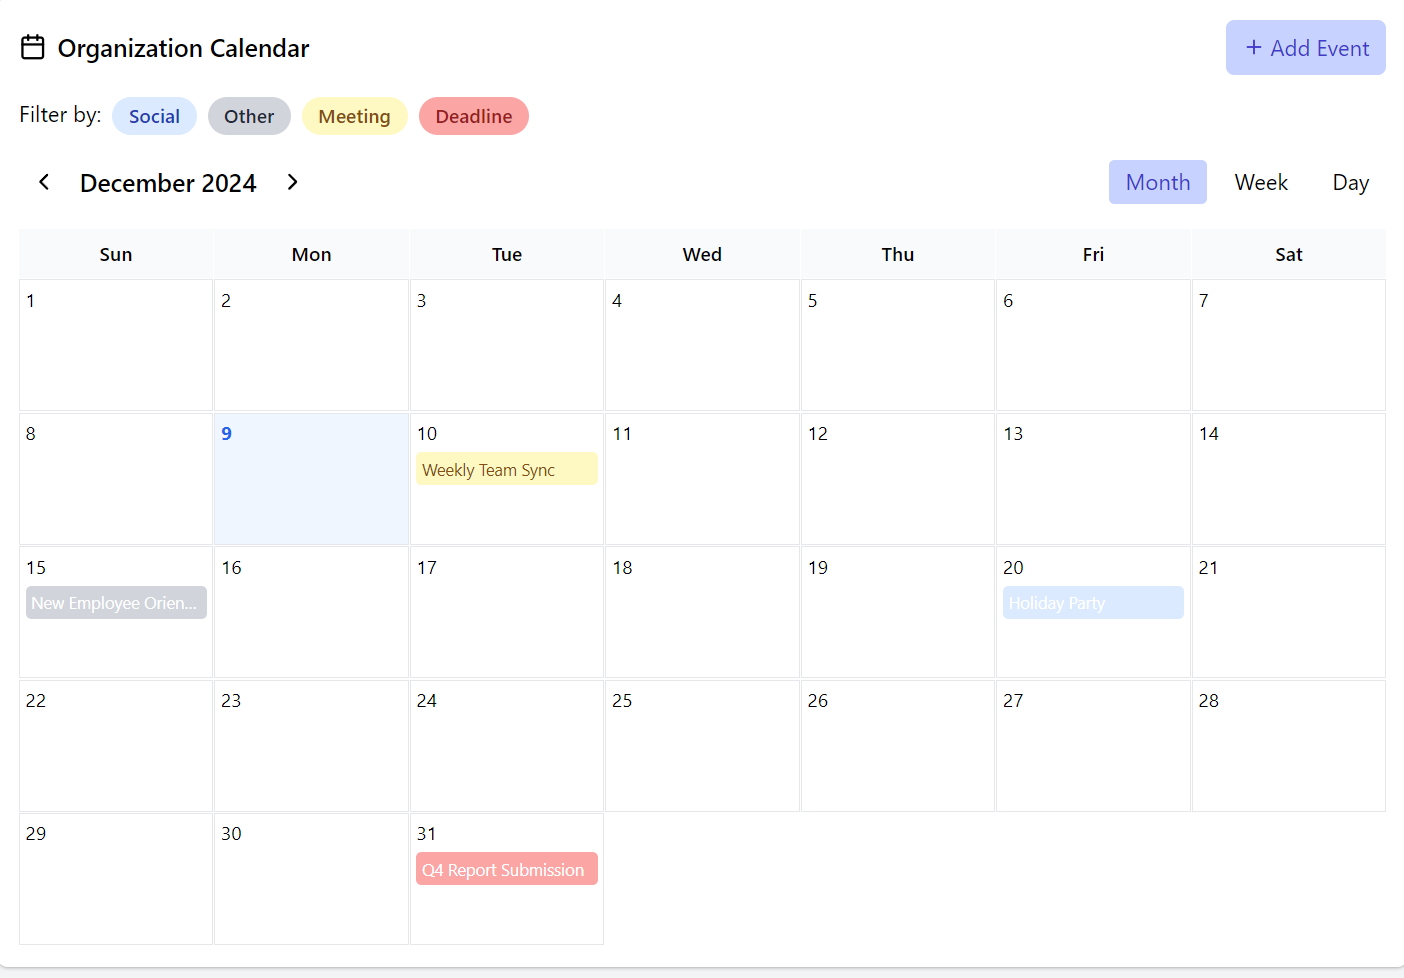 Organization Calendar
+ Add Event
Filter by: Social Other Meeting Deadline
December 2024
Month Week Day
Sun Mon Tue Wed Thu Fri Sat
1 2 3 4 5 6 7
8 9 10 11 12 13 14
Weekly Team Sync
15 16 17 18 19 20 21
New Employee Orien... Holiday Party
22 23 24 25 26 27 28
29 30 31
Q4 Report Submission